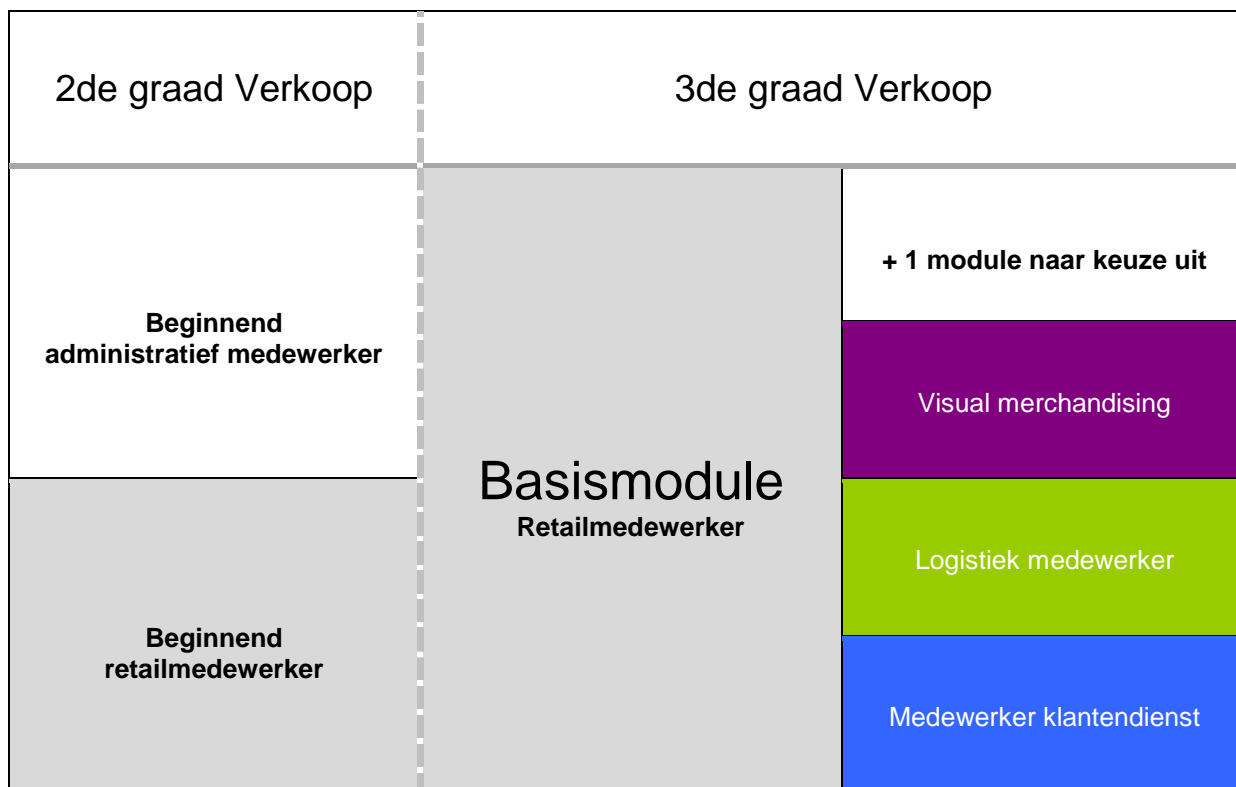 2de graad Verkoop
3de graad Verkoop
Beginnend
administratief medewerker
Beginnend
retailmedewerker
Basismodule
Retailmedewerker
+ 1 module naar keuze uit
Visual merchandising
Logistiek medewerker
Medewerker klantendienst